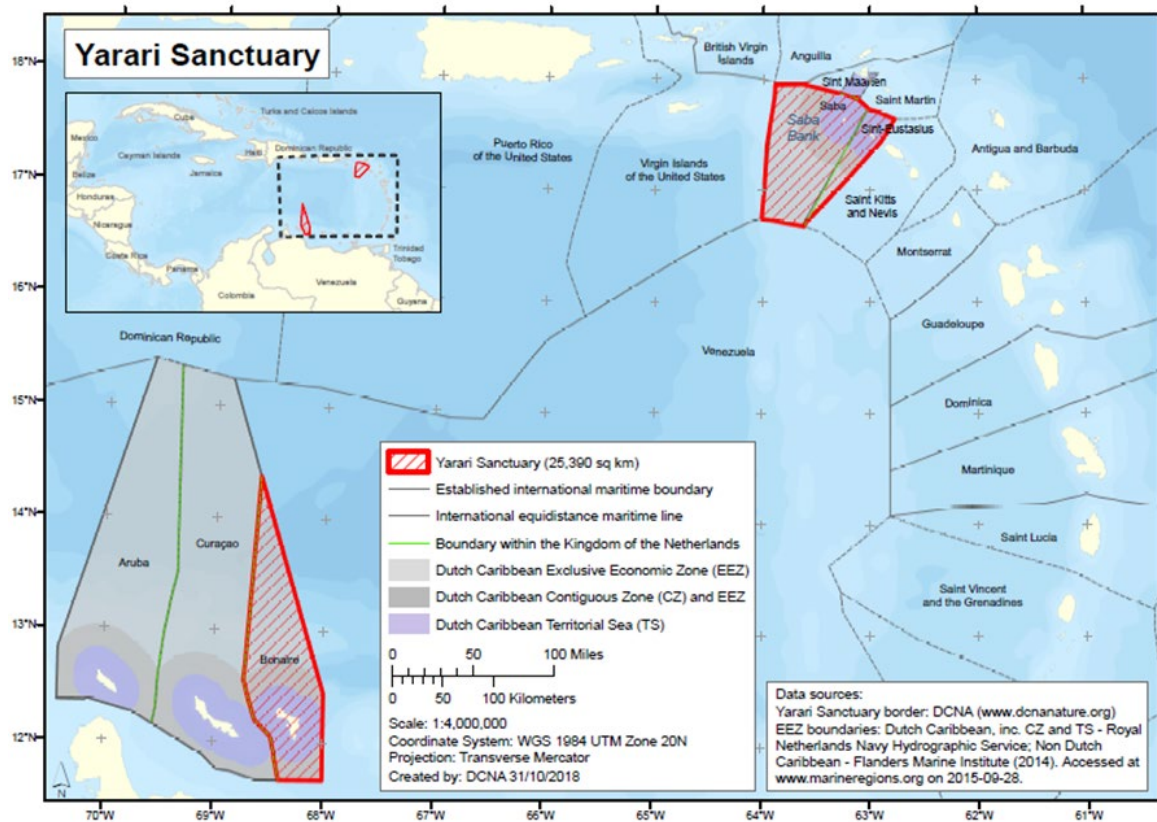 Yarari Sanctuary
Mexico
Cuba
Turks and Caicos Islands
Cayman Islands
Haiti
Dominican Republic
Jamaica
Belize
Honduras
Nicaragua
Costa Rica
Panama
Colombia
Venezuela
Trinidad
Tobago
Guyana
British Virgin
Islands
Anguilla
Sint Maarten
Saint Martin
Saba
Saba
Bank
Sint-Eustasius
Puerto Rico
of the United States
Virgin Islands
of the United States
Antigua and Barbuda
Saint Kitts
and Nevis
Montserrat
Guadeloupe
Dominican Republic
Venezuela
Dominica
Martinique
Saint Lucia
Saint Vincent
and the Grenadines
Aruba
Curaçao
Bonaire
Yarari Sanctuary (25,390 sq km)
Established international maritime boundary
International equidistance maritime line
Boundary within the Kingdom of the Netherlands
Dutch Caribbean Exclusive Economic Zone (EEZ)
Dutch Caribbean Contiguous Zone (CZ) and EEZ
Dutch Caribbean Territorial Sea (TS)
0 50 100 Miles
0 50 100 Kilometers
Scale: 1:4,000,000
Coordinate System: WGS 1984 UTM Zone 20N
Projection: Transverse Mercator
Created by: DCNA 31/10/2018
Data sources:
Yarari Sanctuary border: DCNA (www.dcnanature.org)
EEZ boundaries: Dutch Caribbean, inc. CZ and TS - Royal
Netherlands Navy Hydrographic Service; Non Dutch
Caribbean - Flanders Marine Institute (2014). Accessed at
www.marineregions.org on 2015-09-28.
18°N
17°N
16°N
15°N
14°N
13°N
12°N
18°N
17°N
16°N
15°N
14°N
13°N
12°N
N
70°W
69°W
68°W
67°W
66°W
65°W
64°W
63°W
62°W
61°W